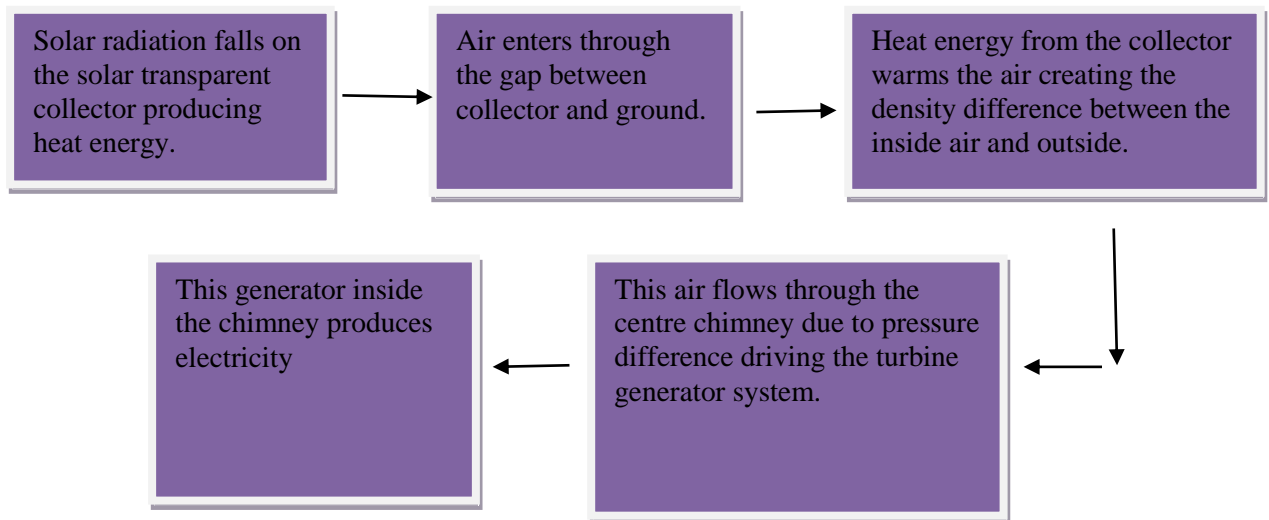 Solar radiation falls on
the solar transparent
collector producing
heat energy.
Air enters through
the gap between
collector and ground.
Heat energy from the collector
warms the air creating the
density difference between the
inside air and outside.
This air flows through the
centre chimney due to pressure
difference driving the turbine
generator system.
This generator inside
the chimney produces
electricity